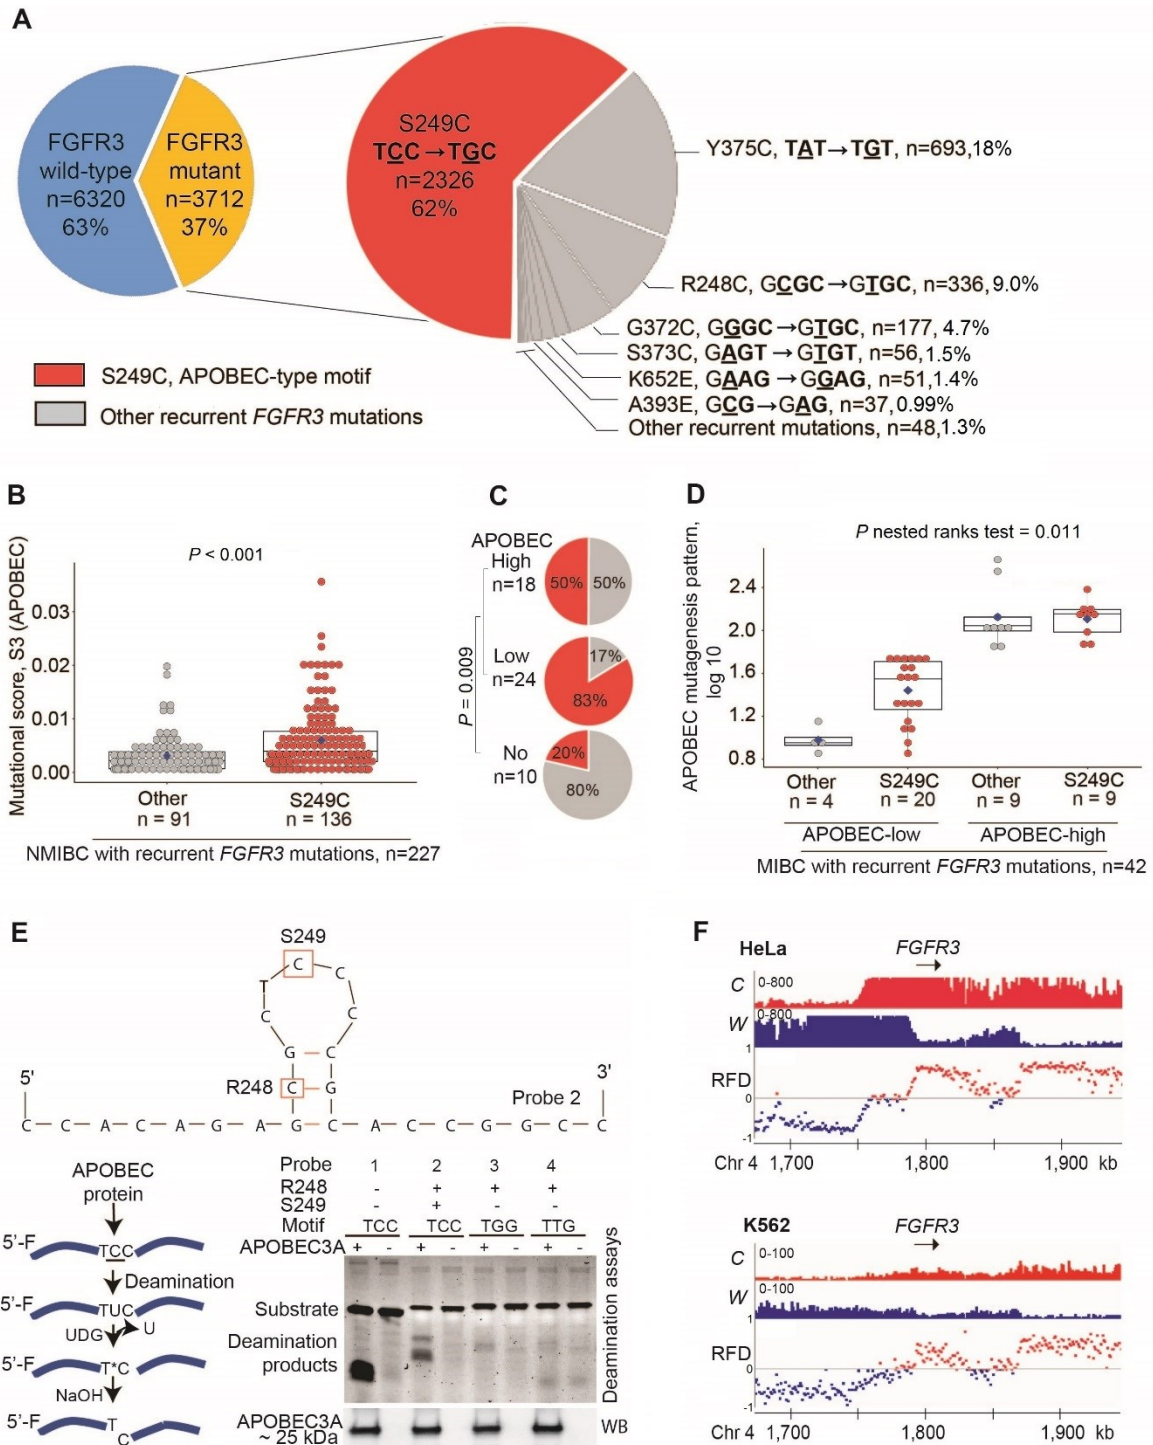 A
FGFR3
wild-type
n=6320
63%
FGFR3
mutant
n=3712
37%
S249C
TCC→TGC
n=2326
62%
Y375C, TAT→TGT, n=693,18%
R248C, GCGC→GTGC, n=336,9.0%
G372C, GGGC→GTGC, n=177, 4.7%
S373C, GAGT→GTGT, n=56,1.5%
K652E, GAAG→GGAG, n=51,1.4%
A393E, GCG→GAG, n=37,0.99%
Other recurrent mutations, n=48,1.3%
S249C, APOBEC-type motif
Other recurrent FGFR3 mutations
B
Mutational score, S3 (APOBEC)
P < 0.001
0.03
0.02
0.01
0.00
Other
n = 91
S249C
n = 136
NMIBC with recurrent FGFR3 mutations, n=227
C
APOBEC
High
n=18
50%
50%
Low
n=24
17%
83%
No
n=10
20%
80%
P = 0.009
D
APOBEC mutagenesis pattern,
log 10
P nested ranks test = 0.011
2.4
2.0
1.6
1.2
0.8
Other
n = 4
S249C
n = 20
Other
n = 9
S249C
n = 9
APOBEC-low
APOBEC-high
MIBC with recurrent FGFR3 mutations, n=42
E
S249
C
T
C
C
C
G
C
R248
C
G
5'
3'
Probe 2
C C A C A G A G C A C C G G C C
APOBEC
protein
5'-F
TCC
Deamination
5'-F
TUC
UDG
U
5'-F
T*C
NaOH
5'-F
T
C
Probe 1 2 3 4
R248 - + + +
S249 - + - -
Motif TCC TCC TGG TTG
APOBEC3A + - + - + - + -
Substrate
Deamination
products
Deamination assays
APOBEC3A
~ 25 kDa
WB
F
HeLa
FGFR3
C
0-800
W
0-800
RFD
1
0
-1
Chr 4 1,700 1,800 1,900 kb
K562
FGFR3
C
0-100
W
0-100
RFD
1
0
-1
Chr 4 1,700 1,800 1,900 kb